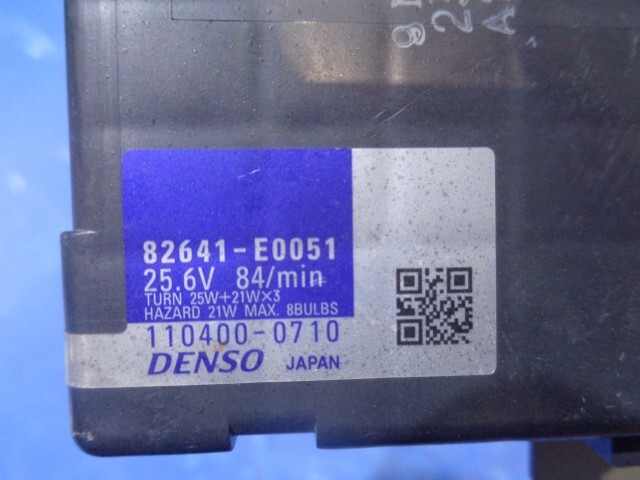 82641-E0051
25.6V 84/min
TURN 25W+21W×3
HAZARD 21W MAX. 8BULBS
110400-0710
DENSO JAPAN